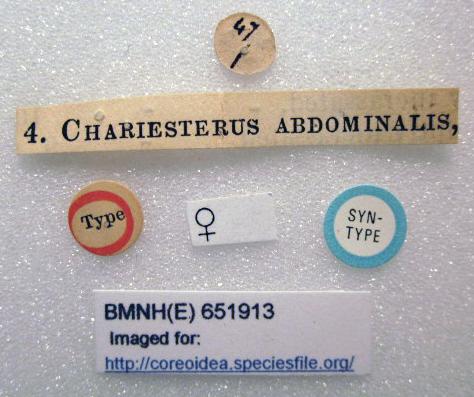 4. CHARIESTERUS ABDOMINALIS,
Type
♀
SYN-
TYPE
BMNH(E) 651913
Imaged for:
http://coreoidea.speciesfile.org/